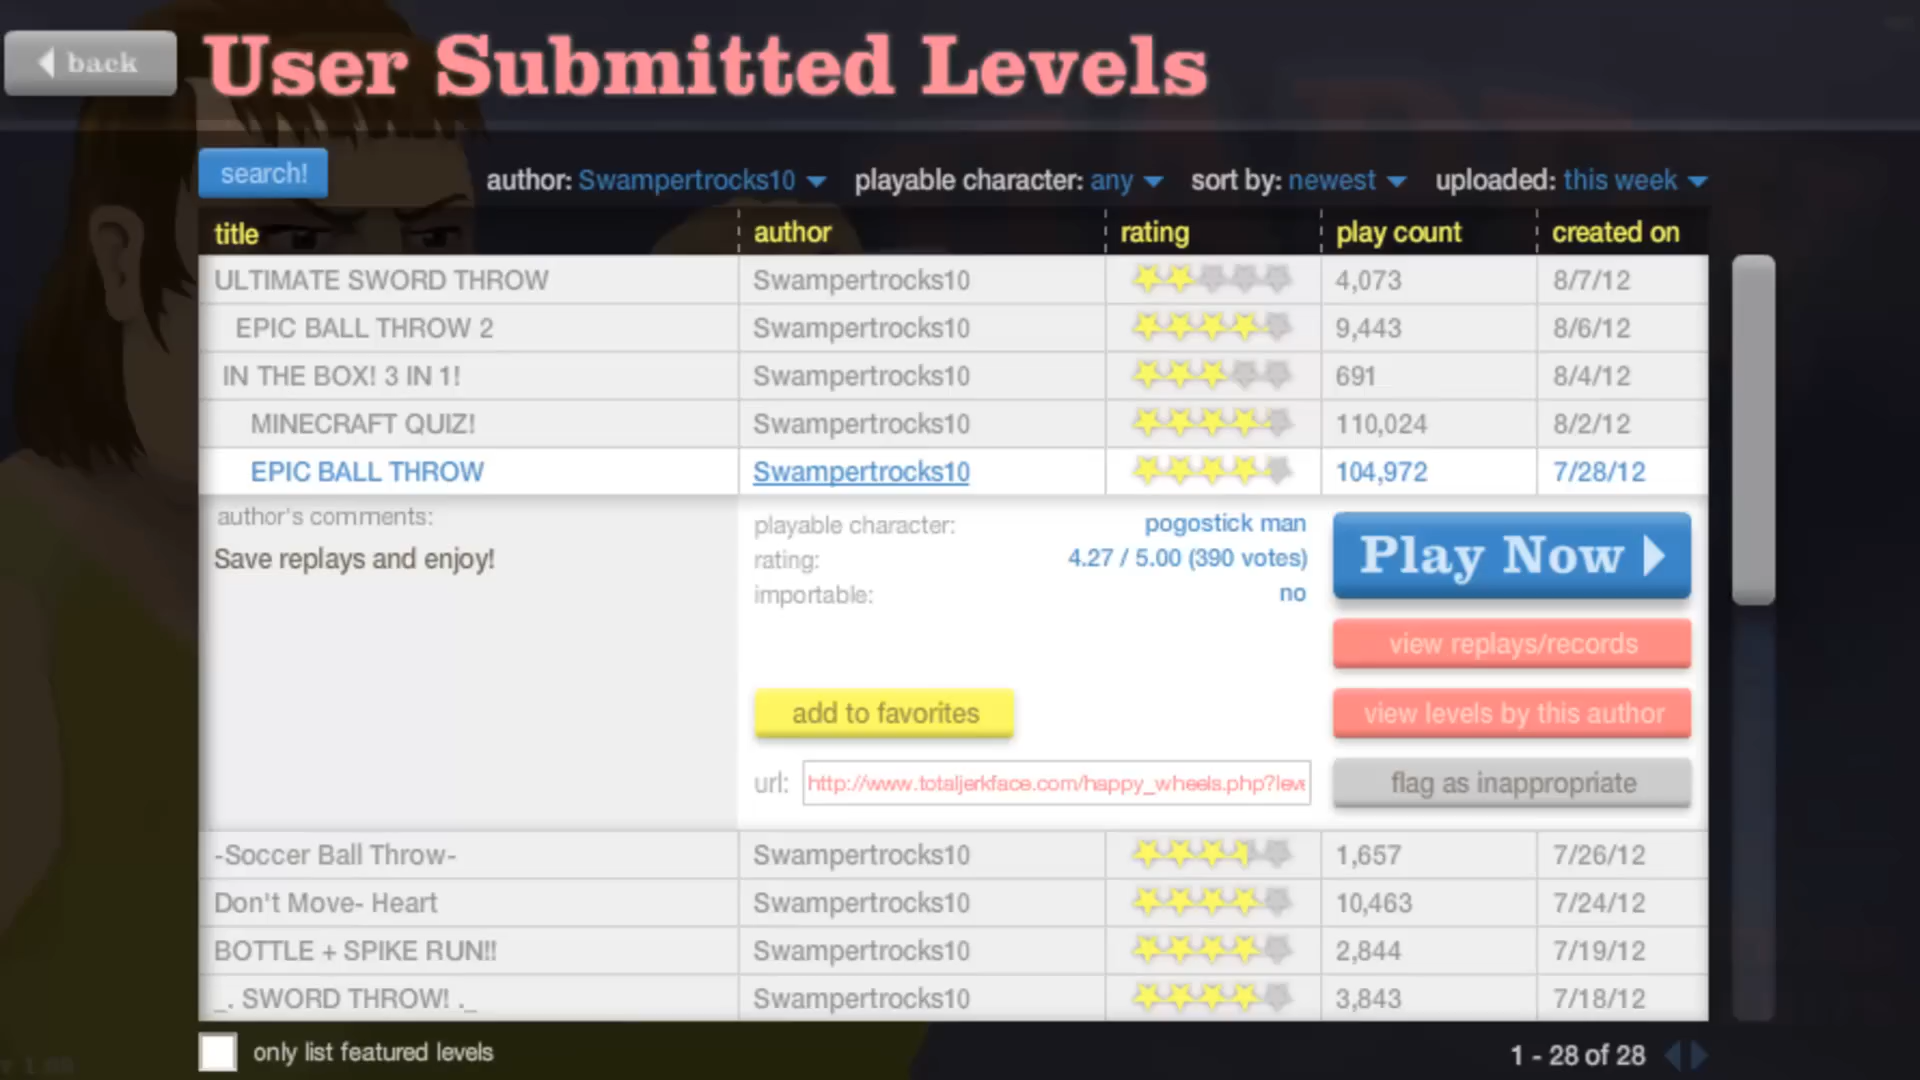 back
User Submitted Levels
search!
author: Swampertrocks10 playable character: any sort by: newest uploaded: this week
title author rating play count created on
ULTIMATE SWORD THROW Swampertrocks10 4,073 8/7/12
EPIC BALL THROW 2 Swampertrocks10 9,443 8/6/12
IN THE BOX! 3 IN 1! Swampertrocks10 691 8/4/12
MINECRAFT QUIZ! Swampertrocks10 110,024 8/2/12
EPIC BALL THROW Swampertrocks10 104,972 7/28/12
author's comments:
Save replays and enjoy!
playable character: pogostick man
rating: 4.27 / 5.00 (390 votes)
importable: no
Play Now
view replays/records
add to favorites
view levels by this author
url: http://www.totaljerkface.com/happy_wheels.php?leve
flag as inappropriate
-Soccer Ball Throw- Swampertrocks10 1,657 7/26/12
Don't Move- Heart Swampertrocks10 10,463 7/24/12
BOTTLE + SPIKE RUN!! Swampertrocks10 2,844 7/19/12
_. SWORD THROW! ._ Swampertrocks10 3,843 7/18/12
only list featured levels
1 - 28 of 28